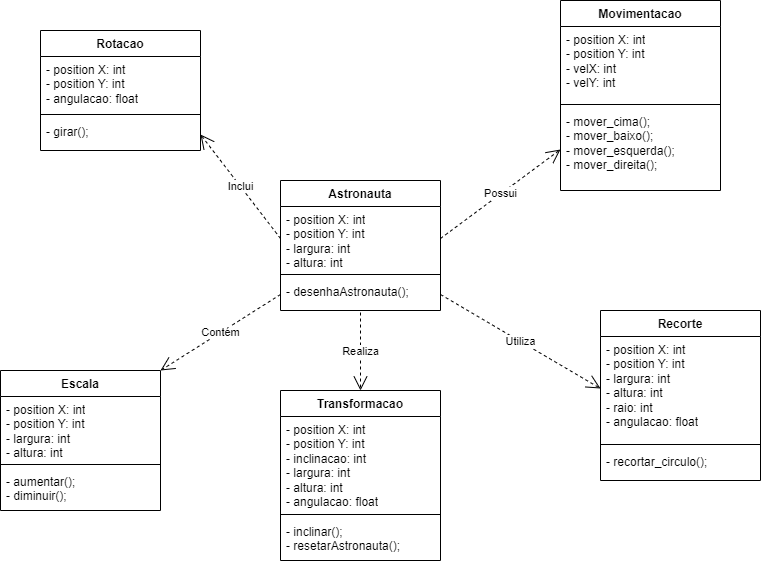 Movimentacao
- position X: int
- position Y: int
- velX: int
- velY: int
- mover_cima();
- mover_baixo();
- mover_esquerda();
- mover_direita();
Rotacao
- position X: int
- position Y: int
- angulacao: float
- girar();
Inclui
Possui
Astronauta
- position X: int
- position Y: int
- largura: int
- altura: int
- desenhaAstronauta();
Contém
Realiza
Utiliza
Recorte
- position X: int
- position Y: int
- largura: int
- altura: int
- raio: int
- angulacao: float
- recortar_circulo();
Escala
- position X: int
- position Y: int
- largura: int
- altura: int
- aumentar();
- diminuir();
Transformacao
- position X: int
- position Y: int
- inclinacao: int
- largura: int
- altura: int
- angulacao: float
- inclinar();
- resetarAstronauta();